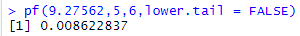 > pf(9.27562,5,6,lower.tail = FALSE)
[1] 0.008622837